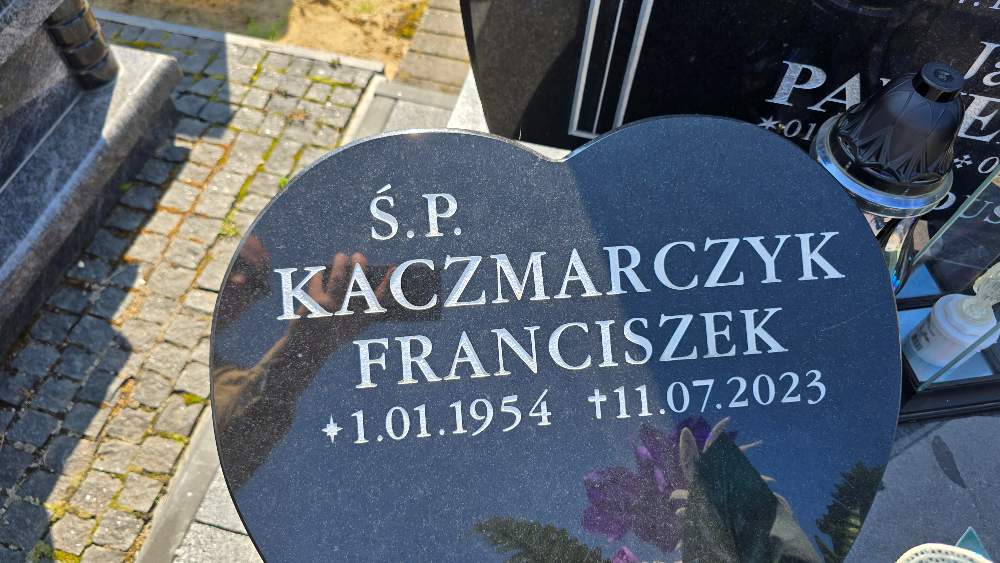 Ś.P.
KACZMARCZYK
FRANCISZEK
1.01.1954 †11.07.2023